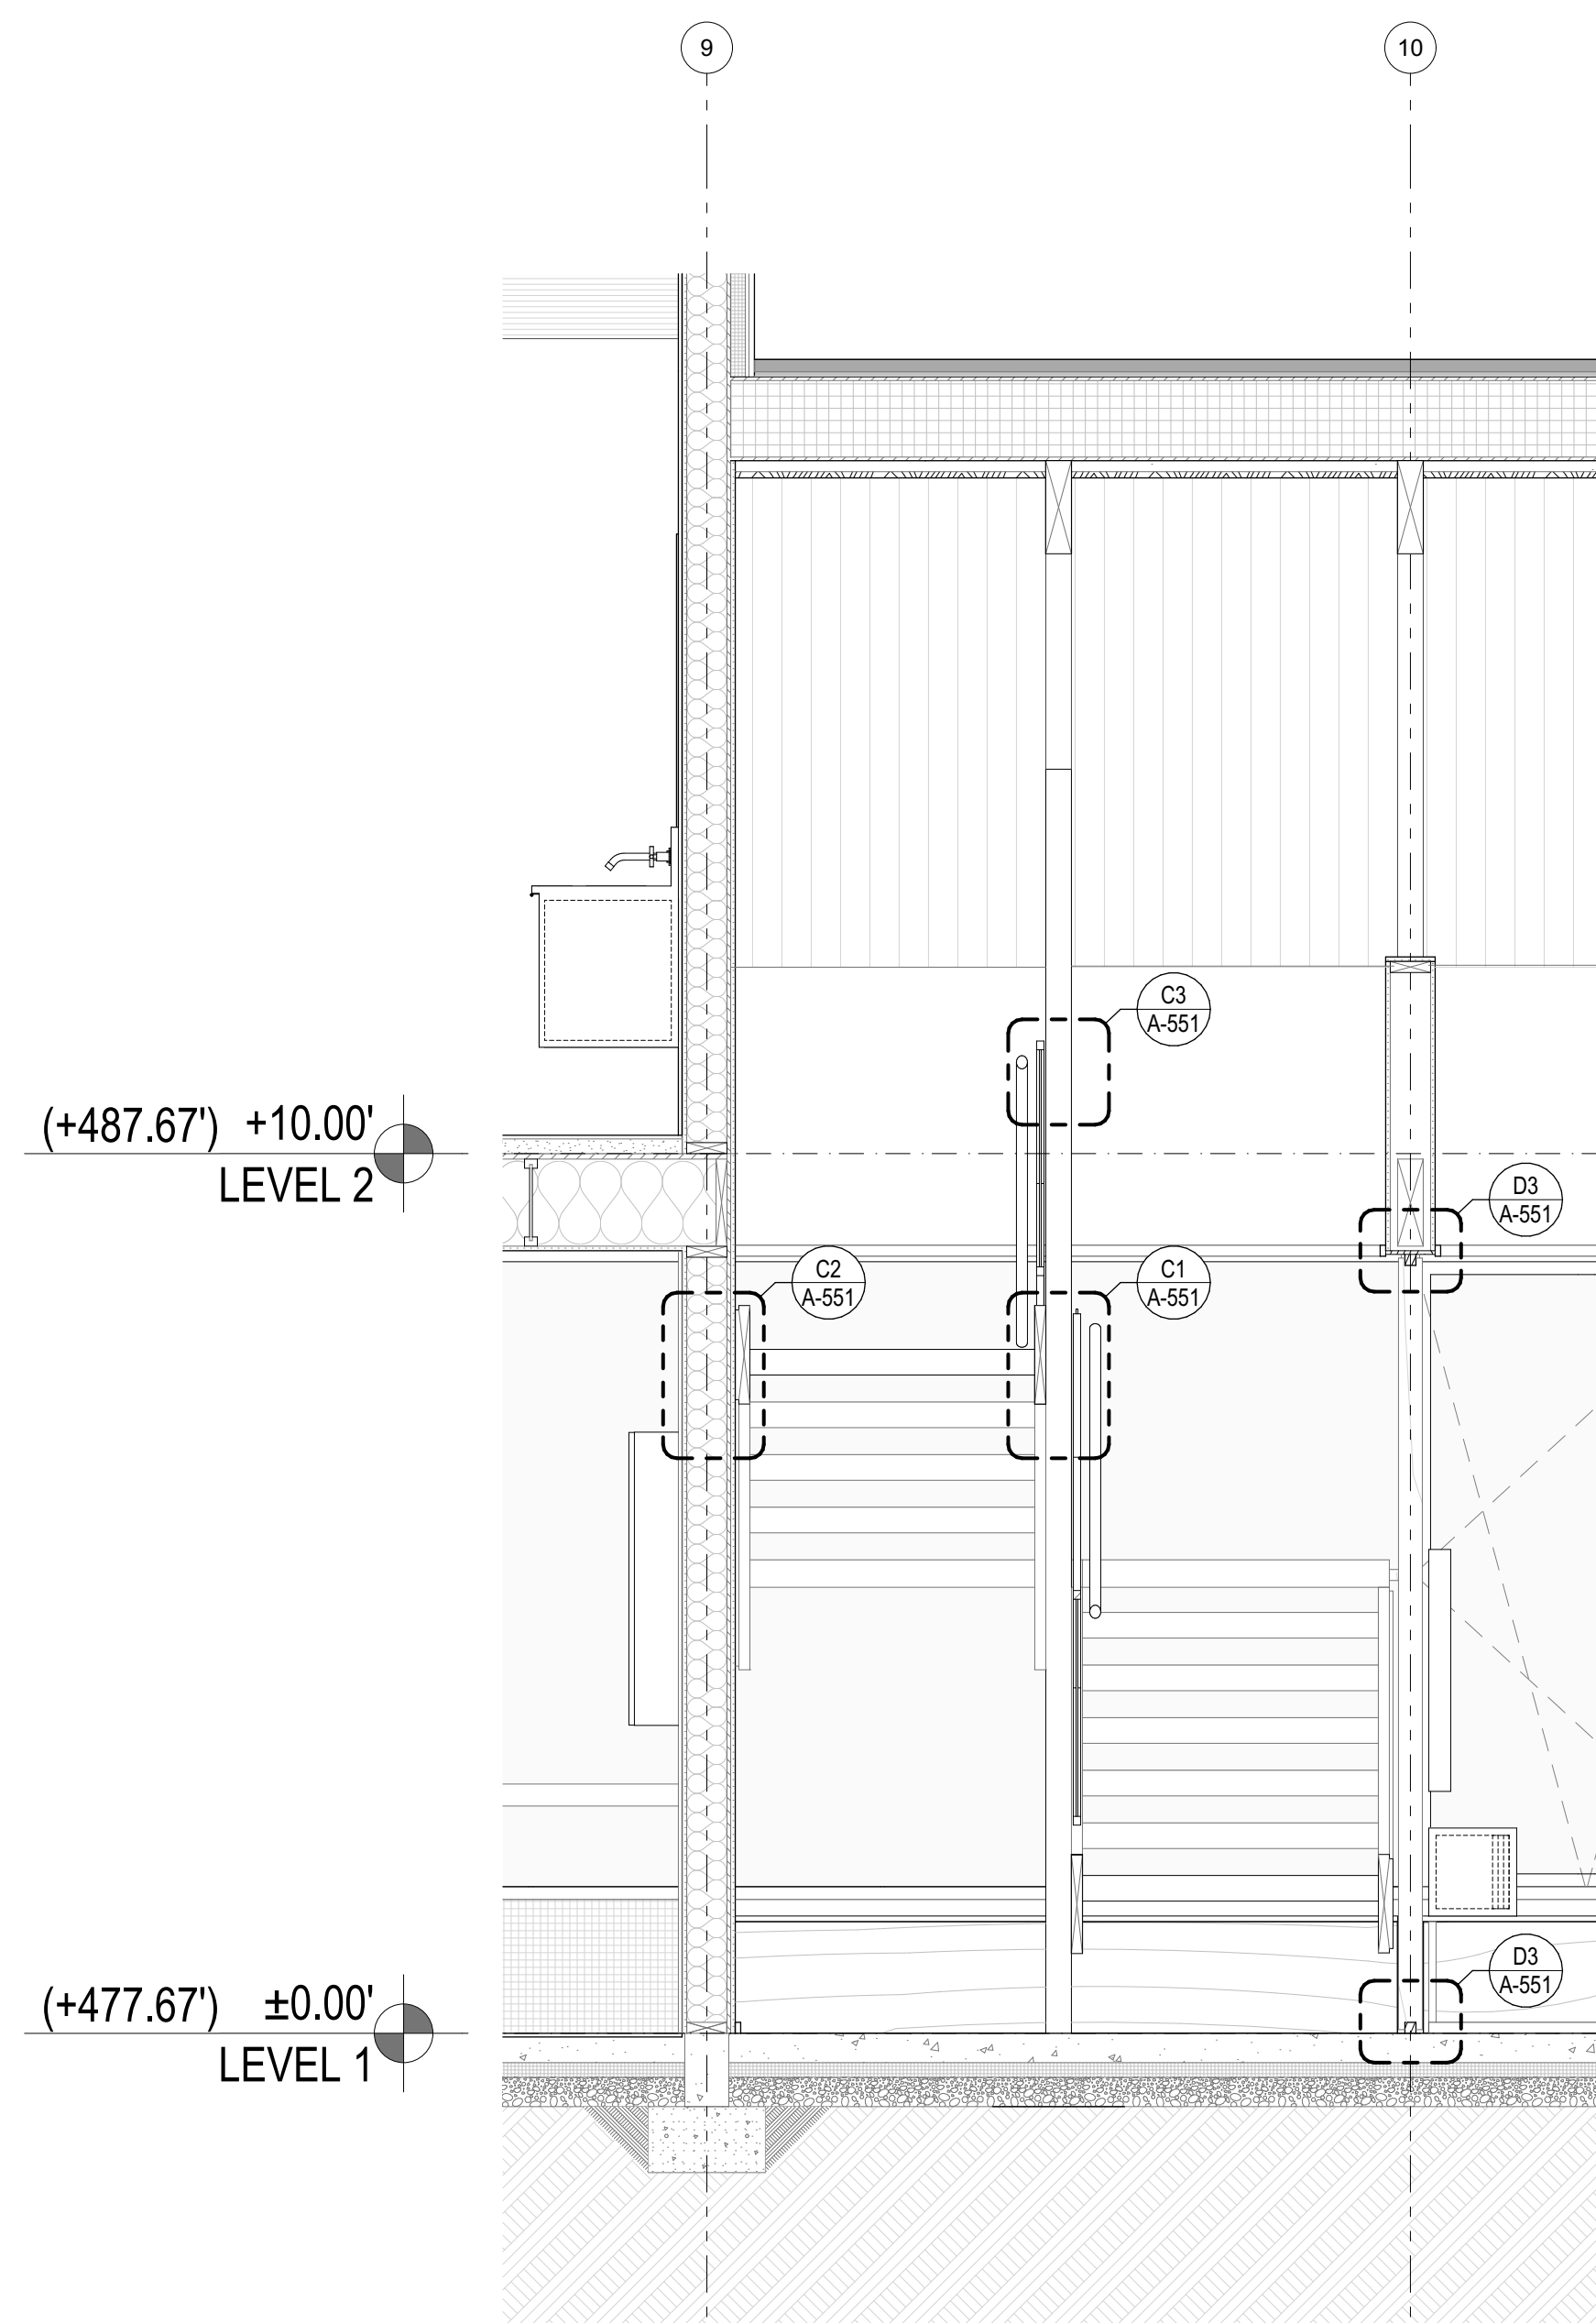 9
10
C3
A-551
(+487.67') +10.00'
LEVEL 2
D3
A-551
C2
A-551
C1
A-551
D3
A-551
(+477.67') ±0.00'
LEVEL 1